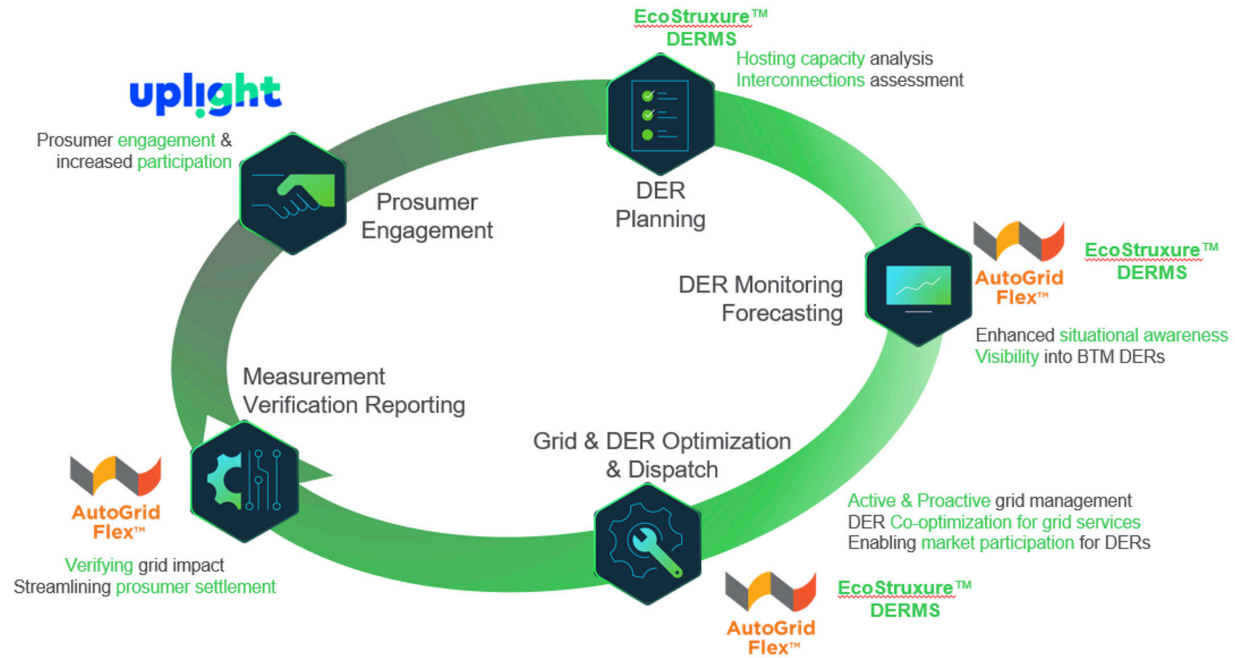 EcoStruxure™
DERMS
Hosting capacity analysis
Interconnections assessment
uplight
Prosumer engagement &
increased participation
Prosumer
Engagement
DER
Planning
DER Monitoring
Forecasting
AutoGrid
Flex™
EcoStruxure™
DERMS
Enhanced situational awareness
Visibility into BTM DERs
Measurement
Verification Reporting
Grid & DER Optimization
& Dispatch
AutoGrid
Flex™
Verifying grid impact
Streamlining prosumer settlement
Active & Proactive grid management
DER Co-optimization for grid services
Enabling market participation for DERs
AutoGrid
Flex™
EcoStruxure™
DERMS